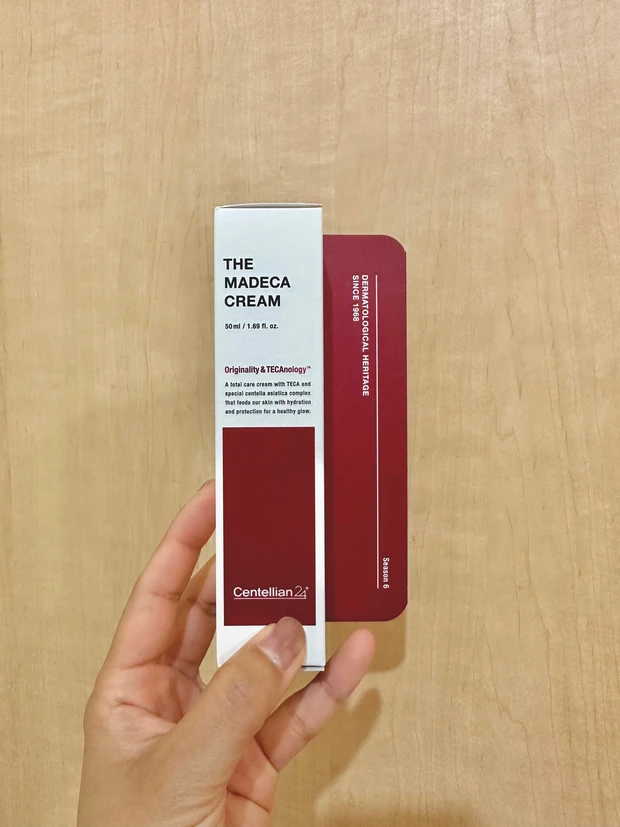 THE
MADECA
CREAM
50ml / 1.69 fl. oz.
Originality & TECAnology™
A total care cream with TECA and
special centella asiatica complex
that feeds our skin with hydration
and protection for a healthy glow.
Centellian24+
DERMATOLOGICAL HERITAGE
SINCE 1968
Season 6